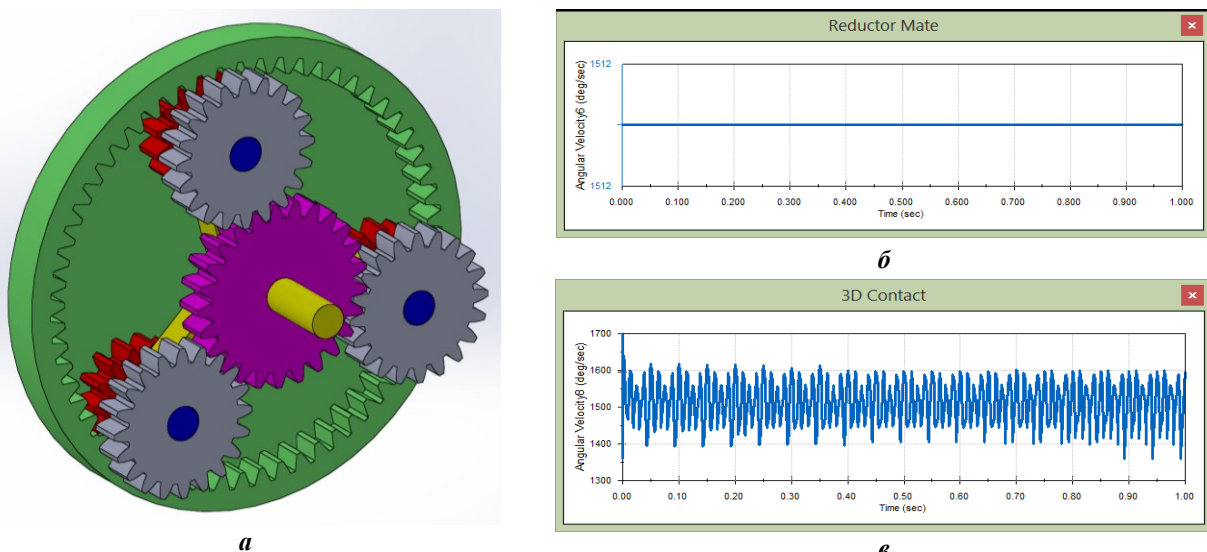 Reductor Mate
Angular Velocity6 (deg/sec)
1512
1512
0.000 0.100 0.200 0.300 0.400 0.500 0.600 0.700 0.800 0.900 1.000
Time (sec)
б
3D Contact
Angular Velocity6 (deg/sec)
1700
1600
1500
1400
1300
0.00 0.10 0.20 0.30 0.40 0.50 0.60 0.70 0.80 0.90 1.00
Time (sec)
а
в